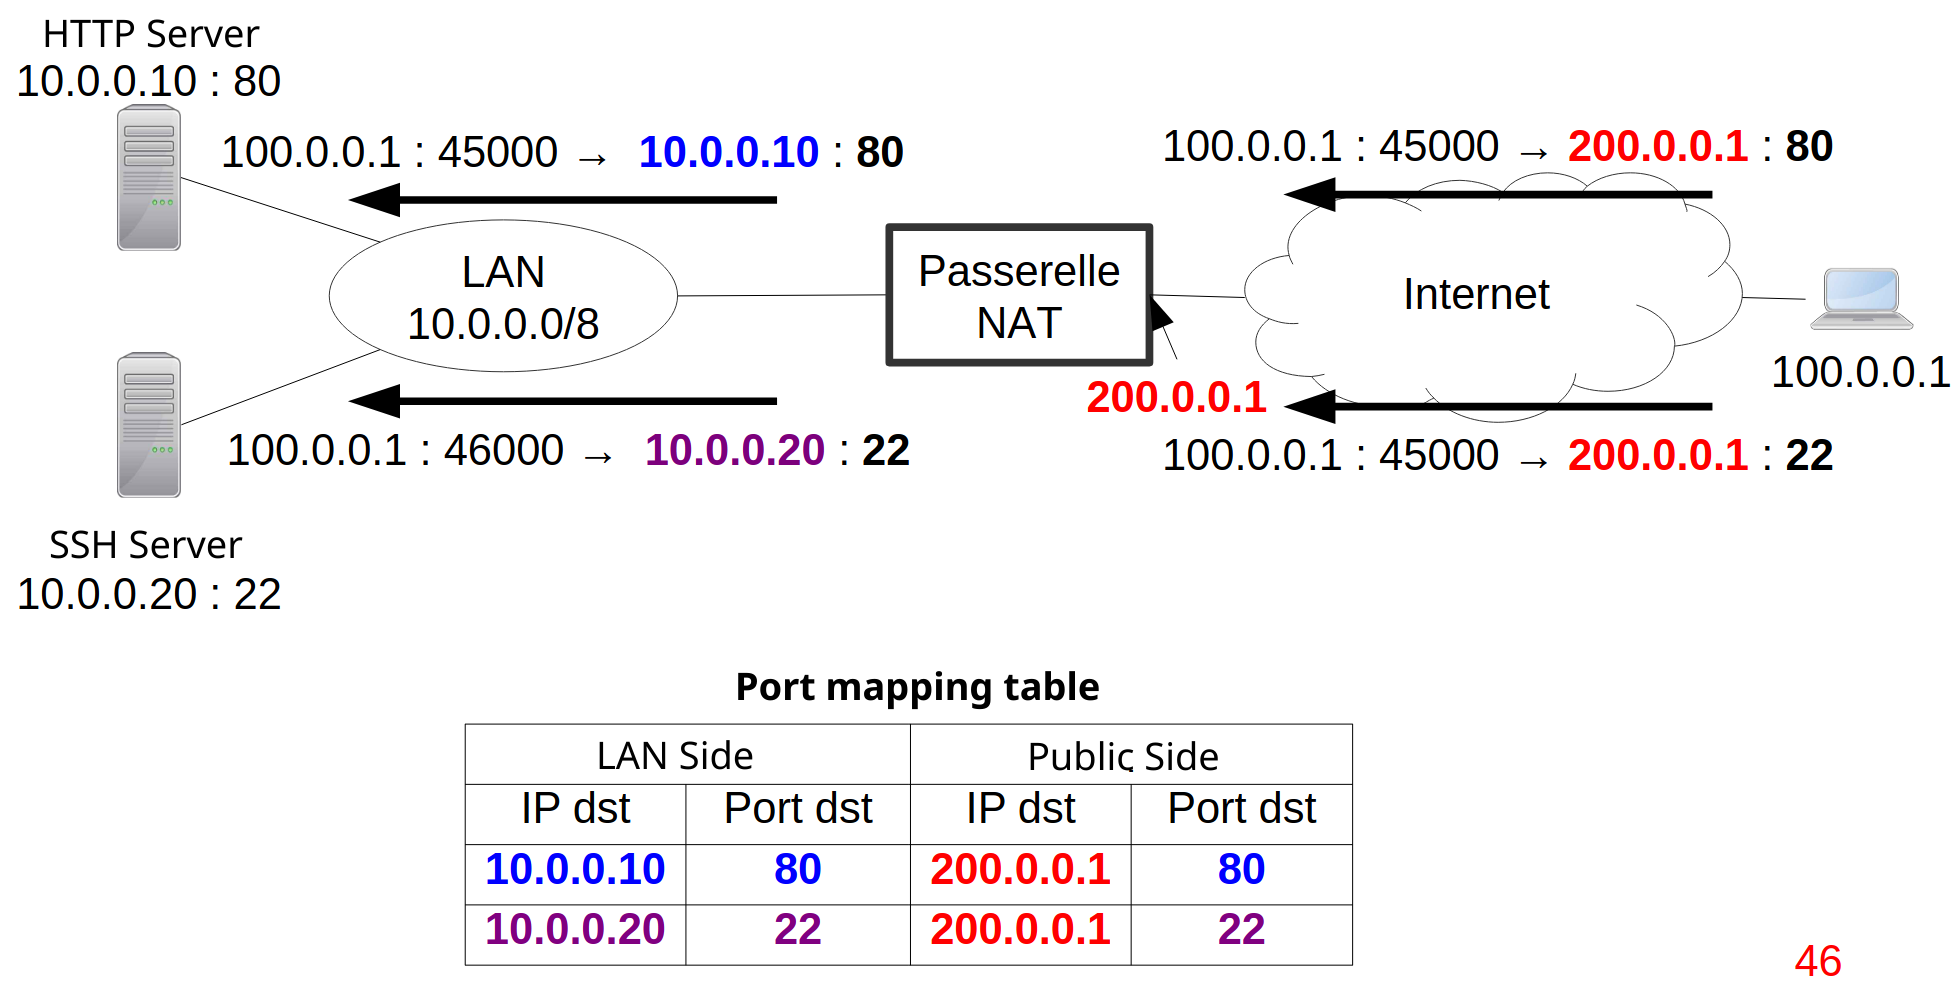 HTTP Server
10.0.0.10 : 80
100.0.0.1 : 45000 → 10.0.0.10 : 80
100.0.0.1 : 45000 → 200.0.0.1 : 80
LAN
10.0.0.0/8
Passerelle
NAT
Internet
200.0.0.1
100.0.0.1
100.0.0.1 : 46000 → 10.0.0.20 : 22
100.0.0.1 : 45000 → 200.0.0.1 : 22
SSH Server
10.0.0.20 : 22
Port mapping table
LAN Side Public Side
IP dst Port dst IP dst Port dst
10.0.0.10 80 200.0.0.1 80
10.0.0.20 22 200.0.0.1 22
46